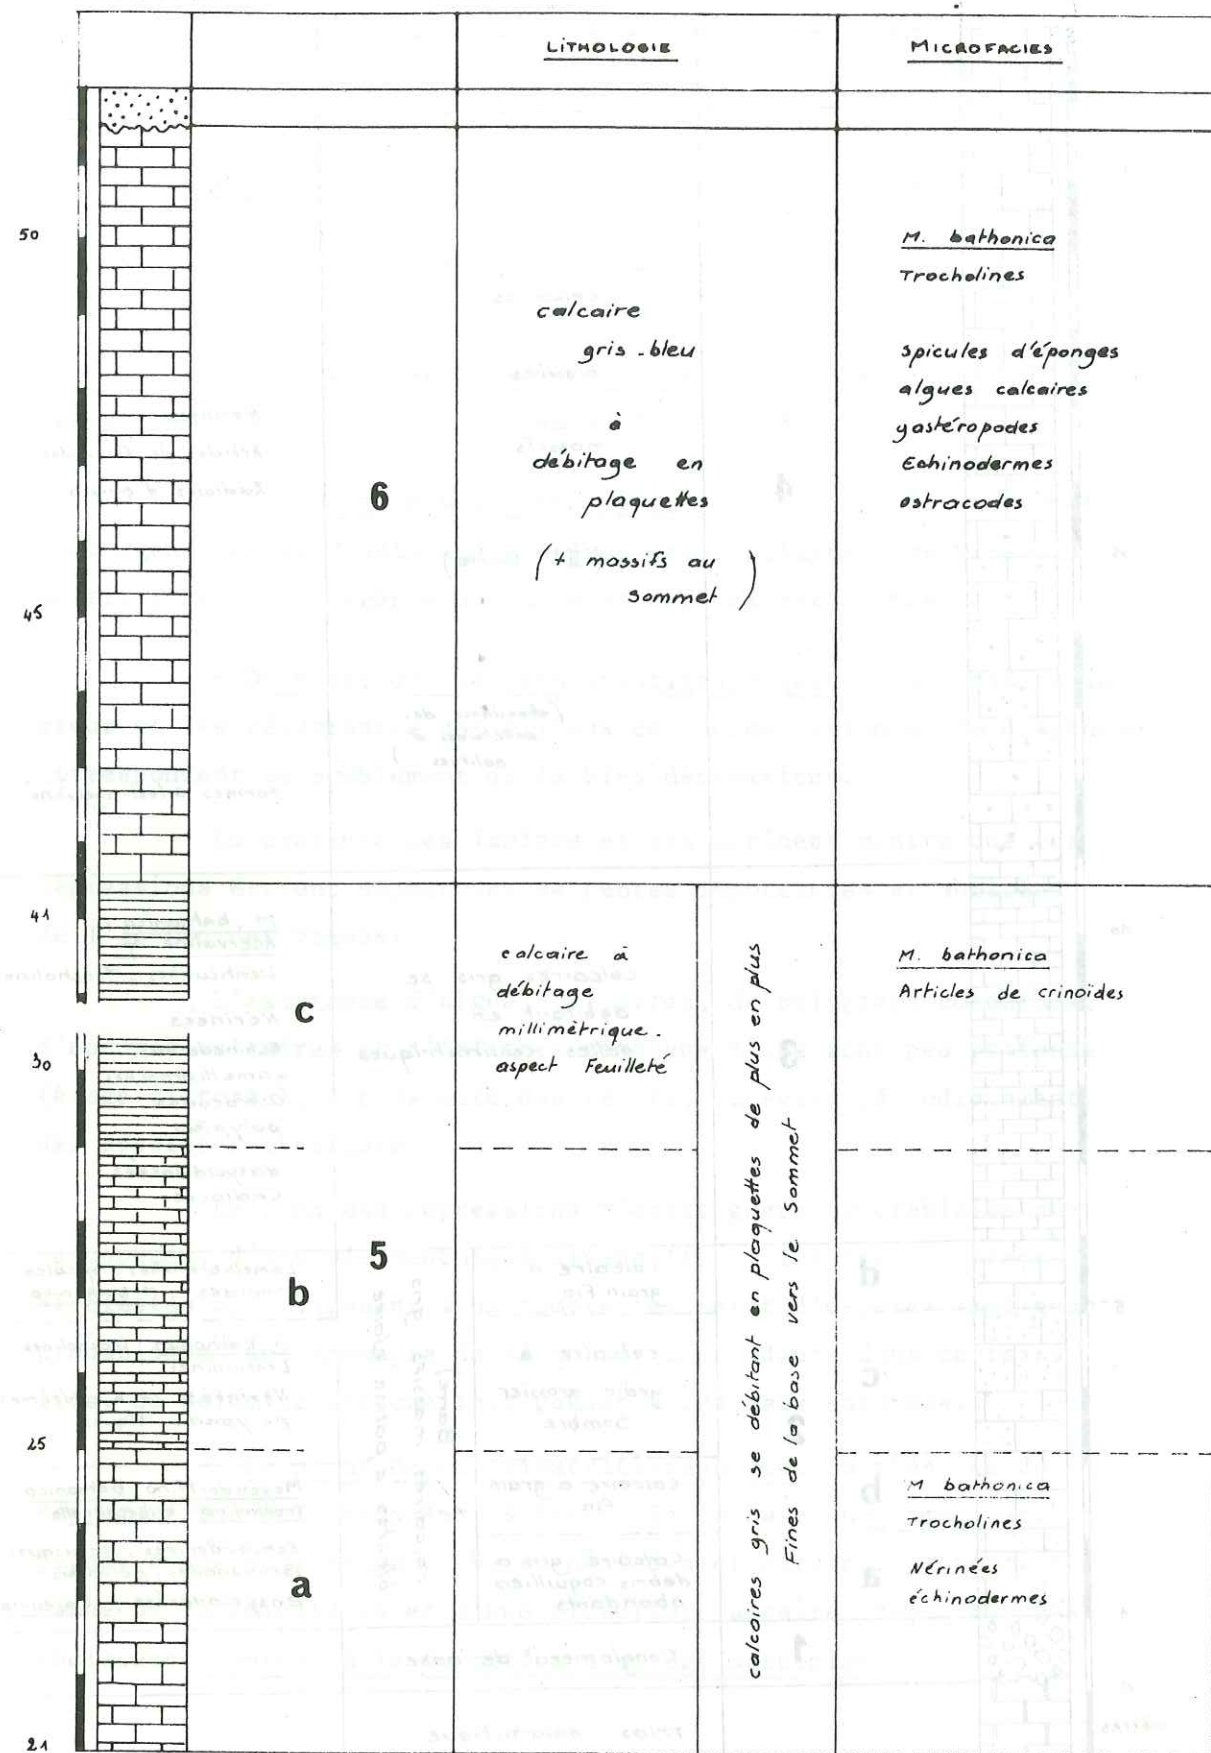 LITHOLOGIE
MICROFACIES
50
M. bathonica
Trocholines
calcaire
gris-bleu
spicules d'éponges
algues calcaires
gastéropodes
Echinodermes
ostracodes
à
débitage en
plaquettes
6
(+ massifs au
sommet)
45
41
calcaire à
débitage
millimètrique.
aspect Feuilleté
M. bathonica
Articles de crinoïdes
c
30
calcaires gris se débitant en plaquettes de plus en plus
Fines de la base vers le Sommet
5
b
25
M bathonica
Trocholines
Nérinées
échinodermes
a
21